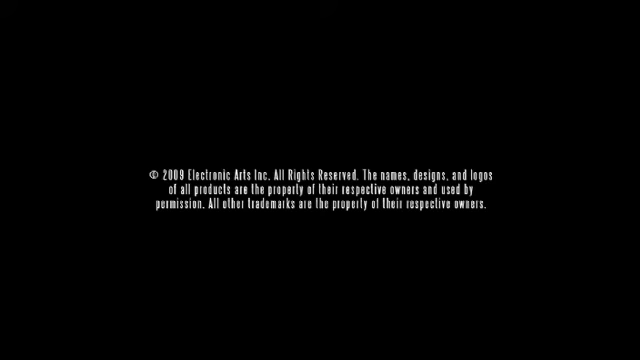 © 2009 Electronic Arts Inc. All Rights Reserved. The names, designs, and logos
of all products are the property of their respective owners and used by
permission. All other trademarks are the property of their respective owners.